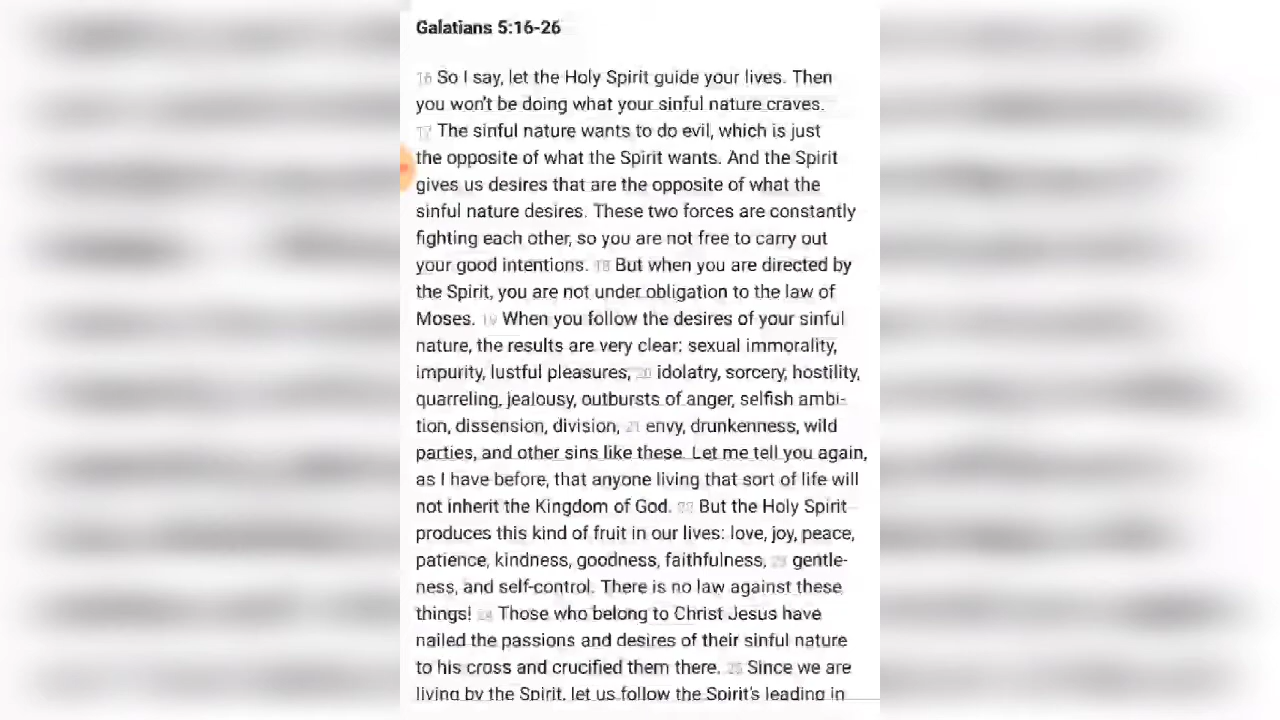 Galatians 5:16-26
16 So I say, let the Holy Spirit guide your lives. Then
you won't be doing what your sinful nature craves.
17 The sinful nature wants to do evil, which is just
the opposite of what the Spirit wants. And the Spirit
gives us desires that are the opposite of what the
sinful nature desires. These two forces are constantly
fighting each other, so you are not free to carry out
your good intentions. 18 But when you are directed by
the Spirit, you are not under obligation to the law of
Moses. 19 When you follow the desires of your sinful
nature, the results are very clear: sexual immorality,
impurity, lustful pleasures, 20 idolatry, sorcery, hostility,
quarreling, jealousy, outbursts of anger, selfish ambi-
tion, dissension, division, 21 envy, drunkenness, wild
parties, and other sins like these. Let me tell you again,
as I have before, that anyone living that sort of life will
not inherit the Kingdom of God. 22 But the Holy Spirit
produces this kind of fruit in our lives: love, joy, peace,
patience, kindness, goodness, faithfulness, 23 gentle-
ness, and self-control. There is no law against these
things! 24 Those who belong to Christ Jesus have
nailed the passions and desires of their sinful nature
to his cross and crucified them there. 25 Since we are
living by the Spirit, let us follow the Spirit's leading in